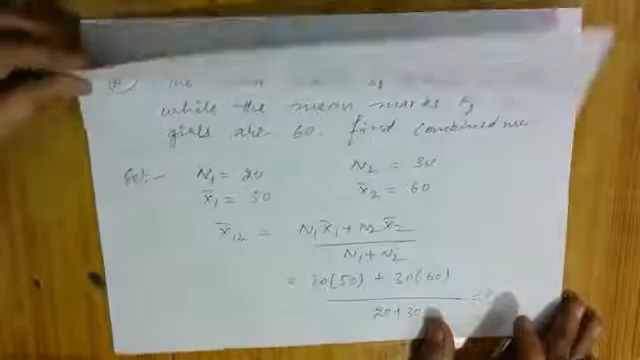 the
while the mean marks of
girls are 60. find combined
Sol:- N₁ = 20 N₂ = 30
x̄₁ = 50 x̄₂ = 60
x̄₁₂ = N₁x̄₁ + N₂x̄₂
N₁ + N₂
= 20(50) + 30(60)
20+30 =